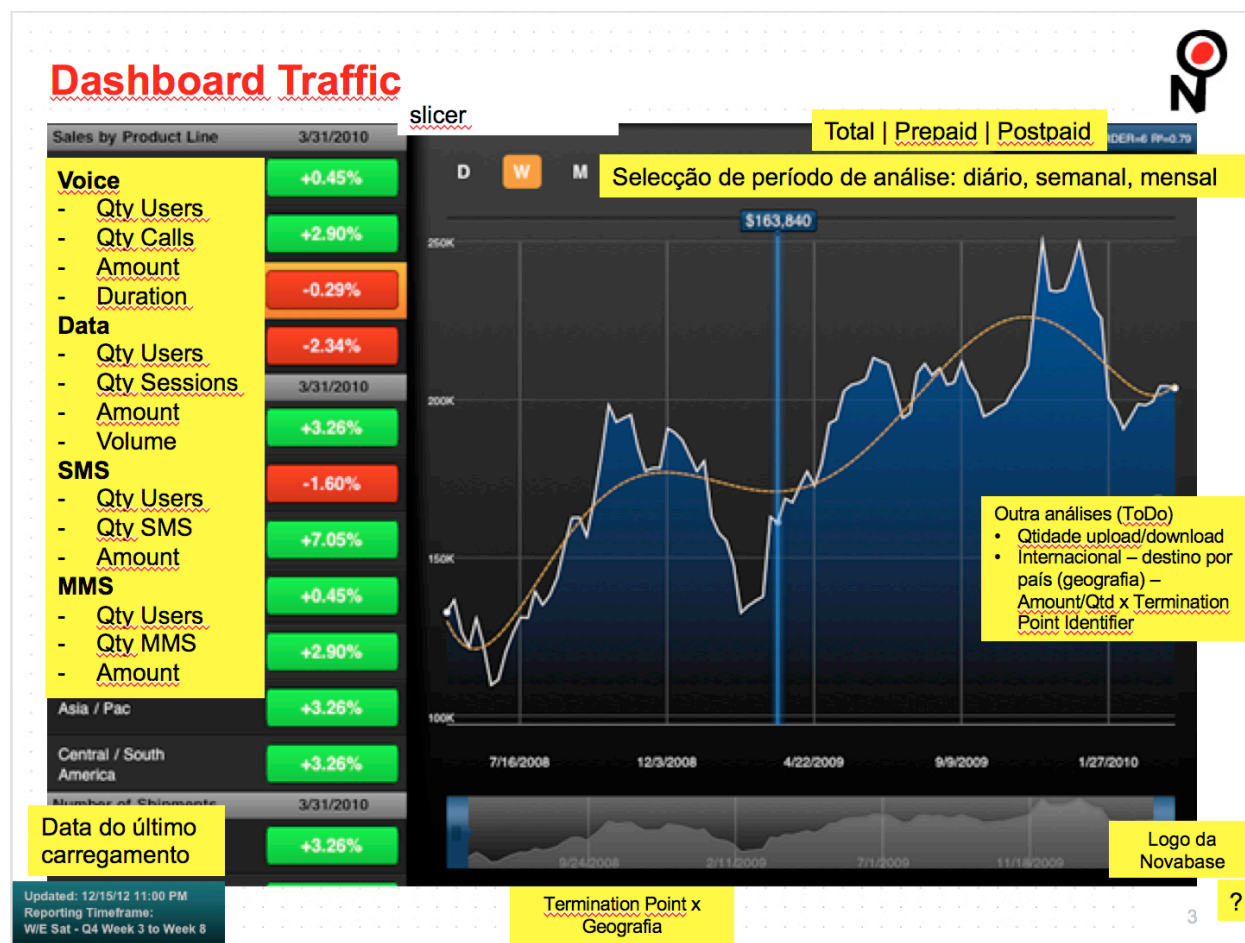 Dashboard Traffic
slicer
Total | Prepaid | Postpaid
RDER=6 R²=0.79
Sales by Product Line 3/31/2010
D W M
Selecção de período de análise: diário, semanal, mensal
Voice
- Qty Users
- Qty Calls
- Amount
- Duration
Data
- Qty Users
- Qty Sessions
- Amount
- Volume
SMS
- Qty Users
- Qty SMS
- Amount
MMS
- Qty Users
- Qty MMS
- Amount
+0.45%
+2.90%
-0.29%
-2.34%
3/31/2010
+3.26%
-1.60%
+7.05%
+0.45%
+2.90%
Asia / Pac +3.26%
Central / South
America
+3.26%
Number of Shipments 3/31/2010
+3.26%
$163,840
250K
200K
150K
100K
7/16/2008 12/3/2008 4/22/2009 9/9/2009 1/27/2010
9/24/2008 2/11/2009 7/1/2009 11/18/2009
Outra análises (ToDo)
• Qtidade upload/download
• Internacional – destino por
país (geografia) –
Amount/Qtd x Termination
Point Identifier
Data do último
carregamento
Logo da
Novabase
Updated: 12/15/12 11:00 PM
Reporting Timeframe:
W/E Sat - Q4 Week 3 to Week 8
Termination Point x
Geografia
3
?